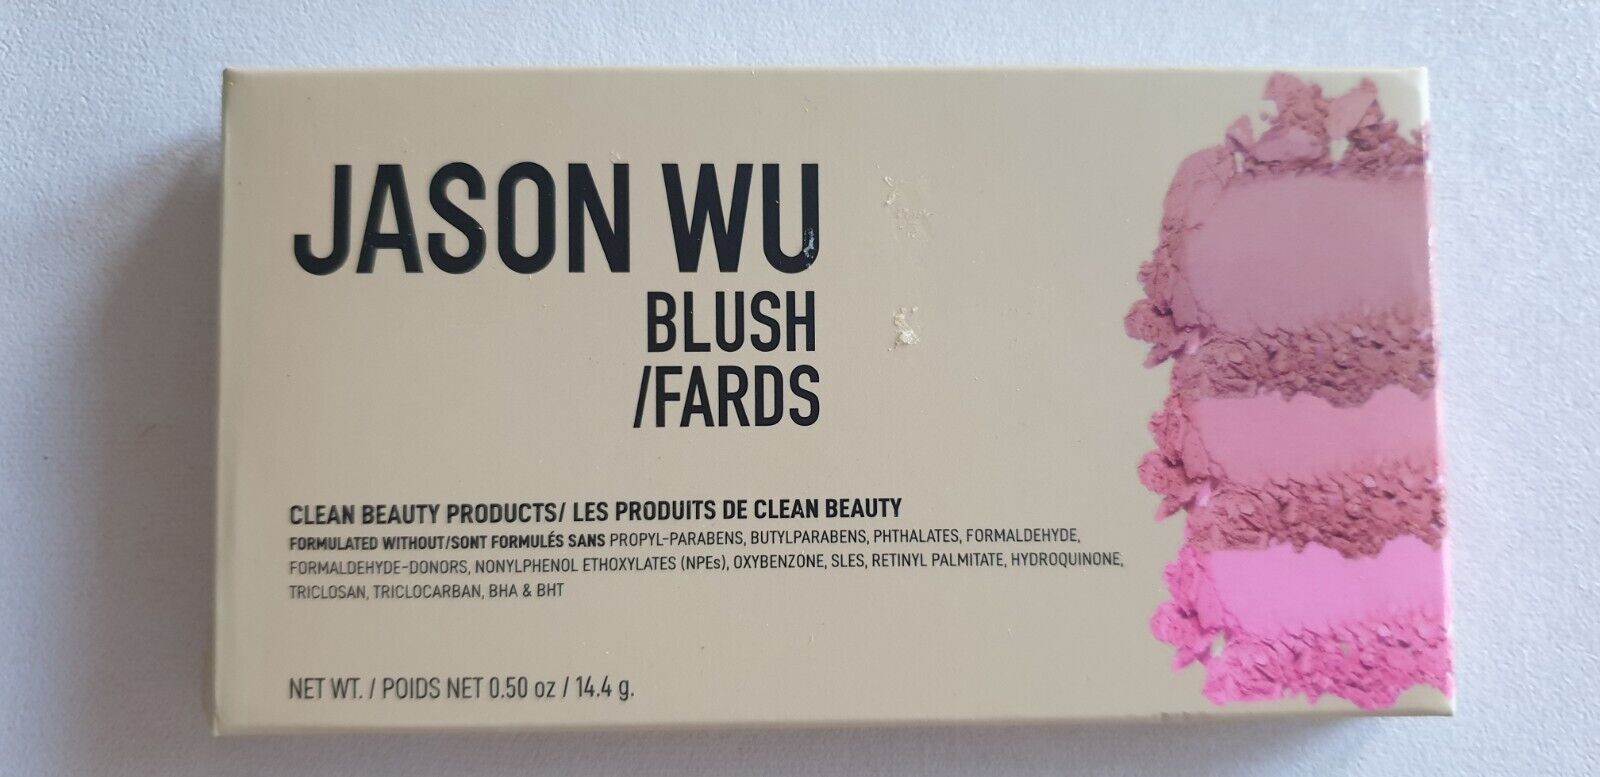 JASON WU
BLUSH
/FARDS
CLEAN BEAUTY PRODUCTS/ LES PRODUITS DE CLEAN BEAUTY
FORMULATED WITHOUT/SONT FORMULÉS SANS PROPYL-PARABENS, BUTYLPARABENS, PHTHALATES, FORMALDEHYDE,
FORMALDEHYDE-DONORS, NONYLPHENOL ETHOXYLATES (NPEs), OXYBENZONE, SLES, RETINYL PALMITATE, HYDROQUINONE,
TRICLOSAN, TRICLOCARBAN, BHA & BHT
NET WT. / POIDS NET 0.50 oz / 14.4 g.